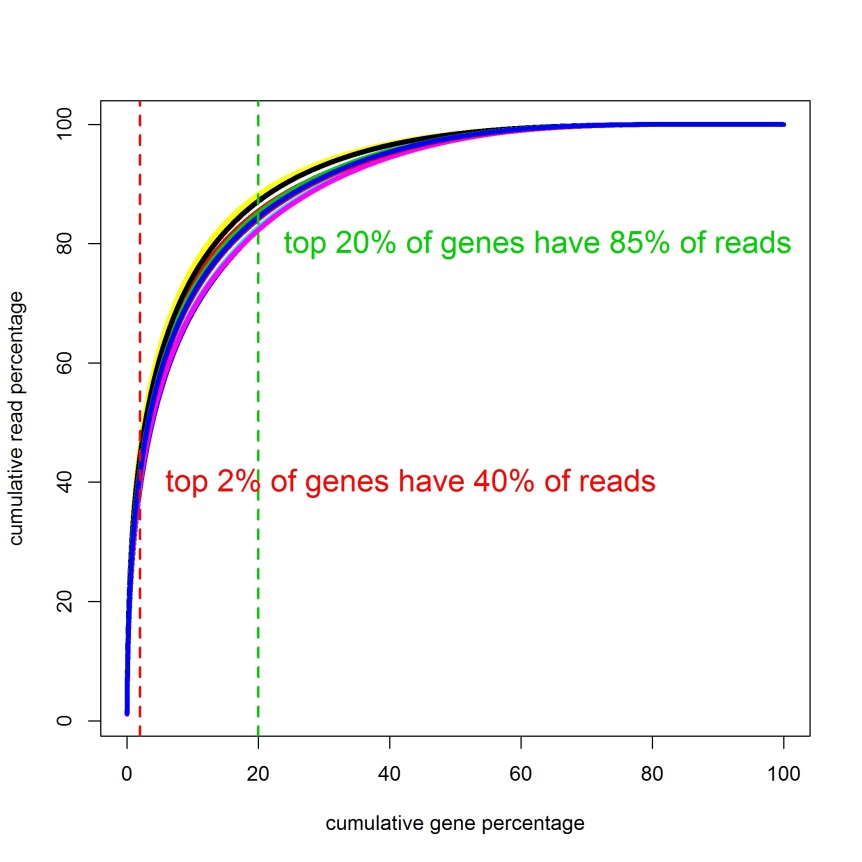 100
80
60
40
20
0
cumulative read percentage
top 20% of genes have 85% of reads
top 2% of genes have 40% of reads
0 20 40 60 80 100
cumulative gene percentage